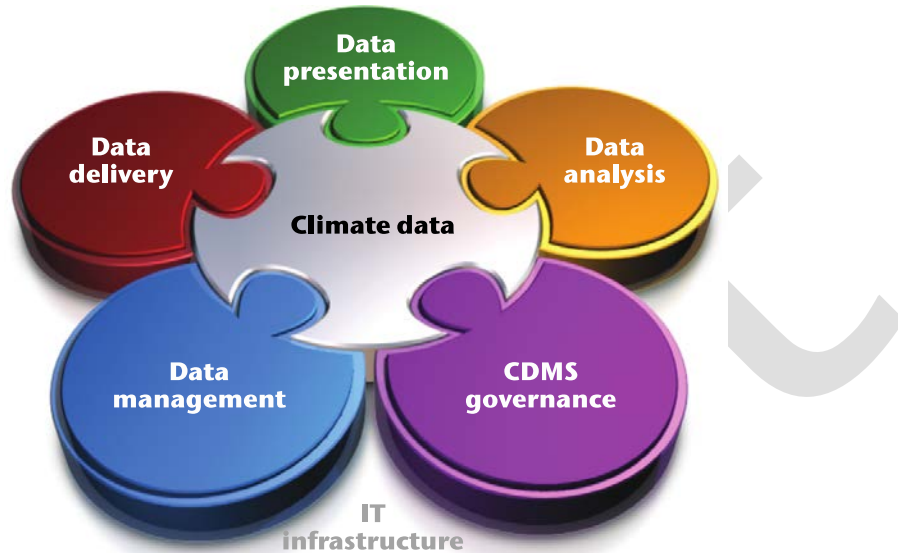 Data
presentation
Data
delivery
Data
analysis
Climate data
Data
management
CDMS
governance
IT
infrastructure